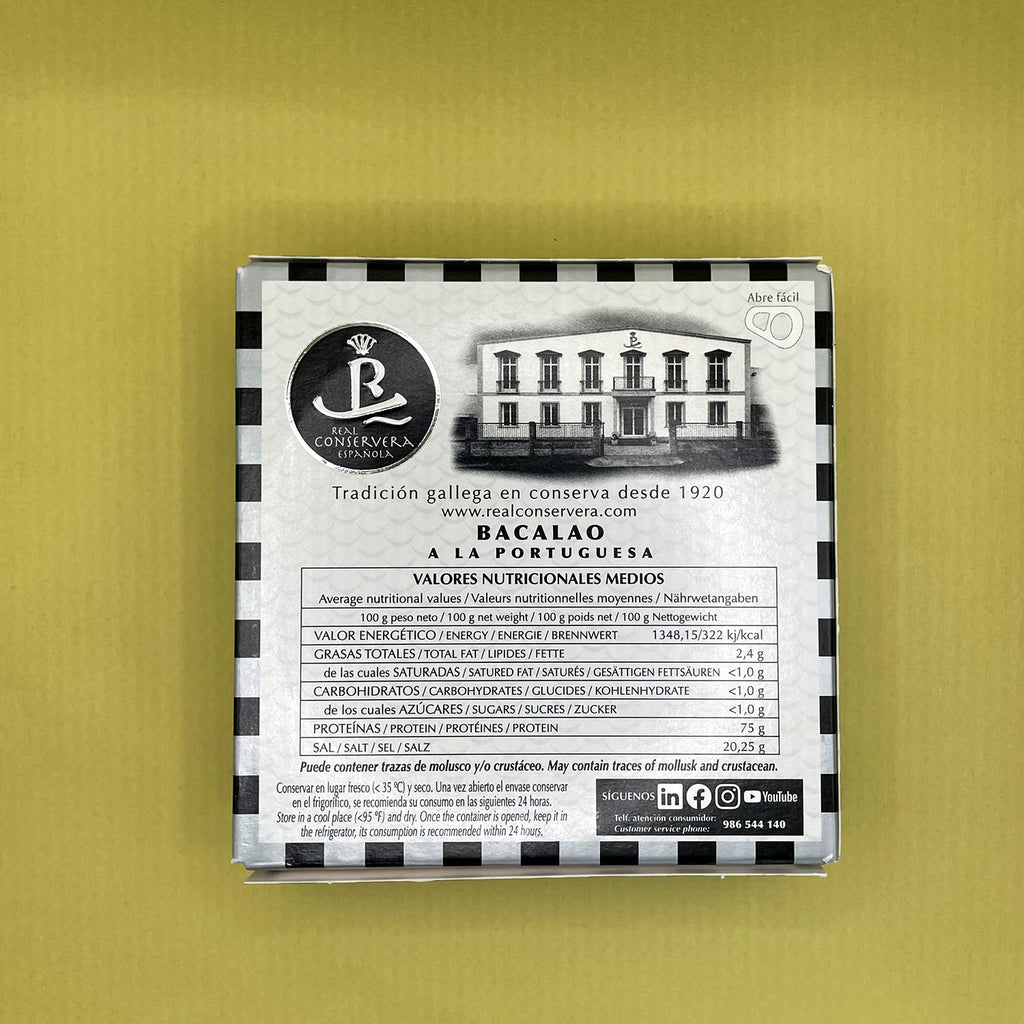 Abre fácil
R
REAL
CONSERVERA
ESPAÑOLA
Tradición gallega en conserva desde 1920
www.realconservera.com
BACALAO
A LA PORTUGUESA
VALORES NUTRICIONALES MEDIOS
Average nutritional values / Valeurs nutritionnelles moyennes / Nährwetangaben
100 g peso neto / 100 g net weight / 100 g poids net / 100 g Nettogewicht
VALOR ENERGÉTICO / ENERGY / ENERGIE / BRENNWERT 1348,15/322 kj/kcal
GRASAS TOTALES / TOTAL FAT / LIPIDES / FETTE 2,4 g
de las cuales SATURADAS / SATURED FAT / SATURÉS / GESÄTTIGEN FETTSÄUREN <1,0 g
CARBOHIDRATOS / CARBOHYDRATES / GLUCIDES / KOHLENHYDRATE <1,0 g
de los cuales AZÚCARES / SUGARS / SUCRES / ZUCKER <1,0 g
PROTEÍNAS / PROTEIN / PROTÉINES / PROTEIN 75 g
SAL / SALT / SEL / SALZ 20,25 g
Puede contener trazas de molusco y/o crustáceo. May contain traces of mollusk and crustacean.
Conservar en lugar fresco (< 35 ºC) y seco. Una vez abierto el envase conservar
en el frigorífico, se recomienda su consumo en las siguientes 24 horas.
Store in a cool place (<95 °F) and dry. Once the container is opened, keep it in
the refrigerator, its consumption is recommended within 24 hours.
SÍGUENOS in f YouTube
Telf. atención consumidor:
Customer service phone: 986 544 140